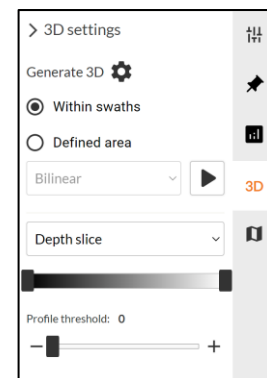 3D settings
Generate 3D
Within swaths
Defined area
Bilinear
3D
Depth slice
Profile threshold: 0